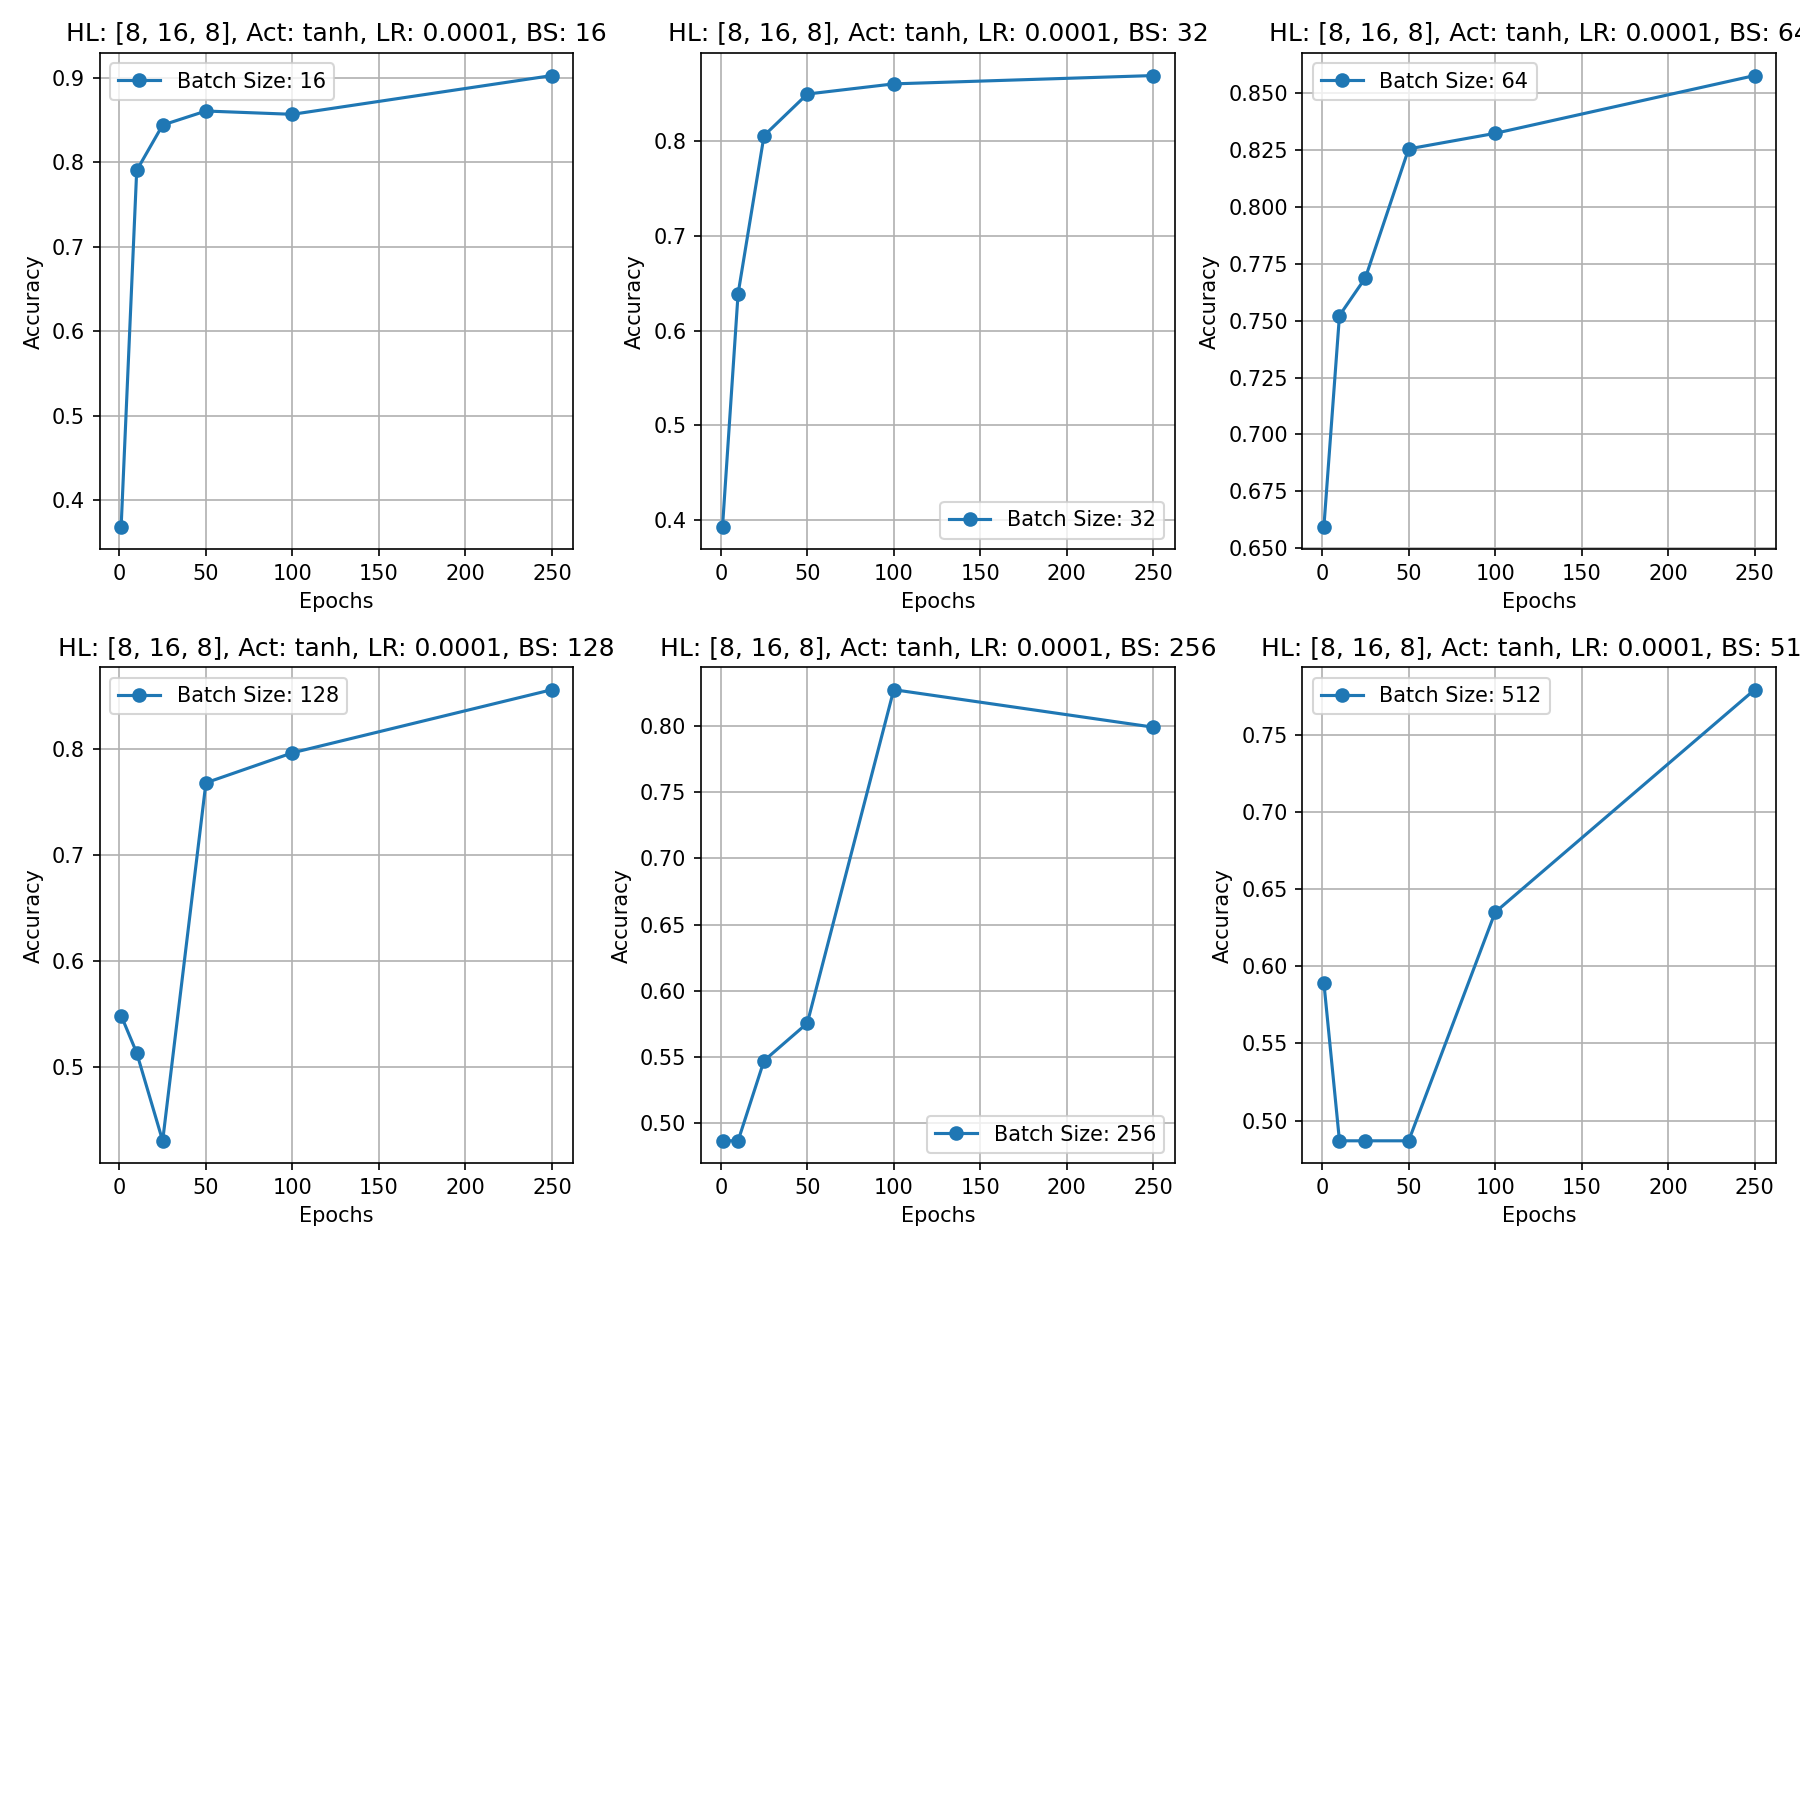 HL: [8, 16, 8], Act: tanh, LR: 0.0001, BS: 16
Batch Size: 16
Accuracy
0.9
0.8
0.7
0.6
0.5
0.4
0 50 100 150 200 250
Epochs
HL: [8, 16, 8], Act: tanh, LR: 0.0001, BS: 32
Batch Size: 32
Accuracy
0.8
0.7
0.6
0.5
0.4
0 50 100 150 200 250
Epochs
HL: [8, 16, 8], Act: tanh, LR: 0.0001, BS: 64
Batch Size: 64
Accuracy
0.850
0.825
0.800
0.775
0.750
0.725
0.700
0.675
0.650
0 50 100 150 200 250
Epochs
HL: [8, 16, 8], Act: tanh, LR: 0.0001, BS: 128
Batch Size: 128
Accuracy
0.8
0.7
0.6
0.5
0 50 100 150 200 250
Epochs
HL: [8, 16, 8], Act: tanh, LR: 0.0001, BS: 256
Batch Size: 256
Accuracy
0.80
0.75
0.70
0.65
0.60
0.55
0.50
0 50 100 150 200 250
Epochs
HL: [8, 16, 8], Act: tanh, LR: 0.0001, BS: 51
Batch Size: 512
Accuracy
0.75
0.70
0.65
0.60
0.55
0.50
0 50 100 150 200 250
Epochs